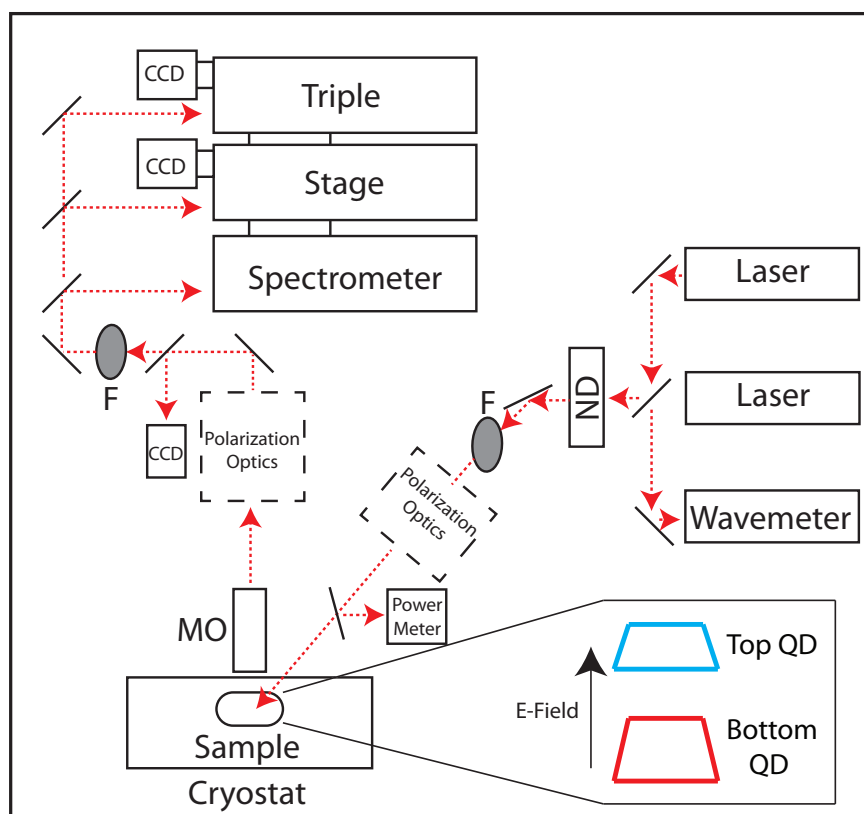 CCD
Triple
CCD
Stage
Spectrometer
Laser
F
ND
Laser
F
CCD
Polarization
Optics
Polarization
Optics
Wavemeter
MO
Power
Meter
Top QD
E-Field
Bottom
QD
Sample
Cryostat